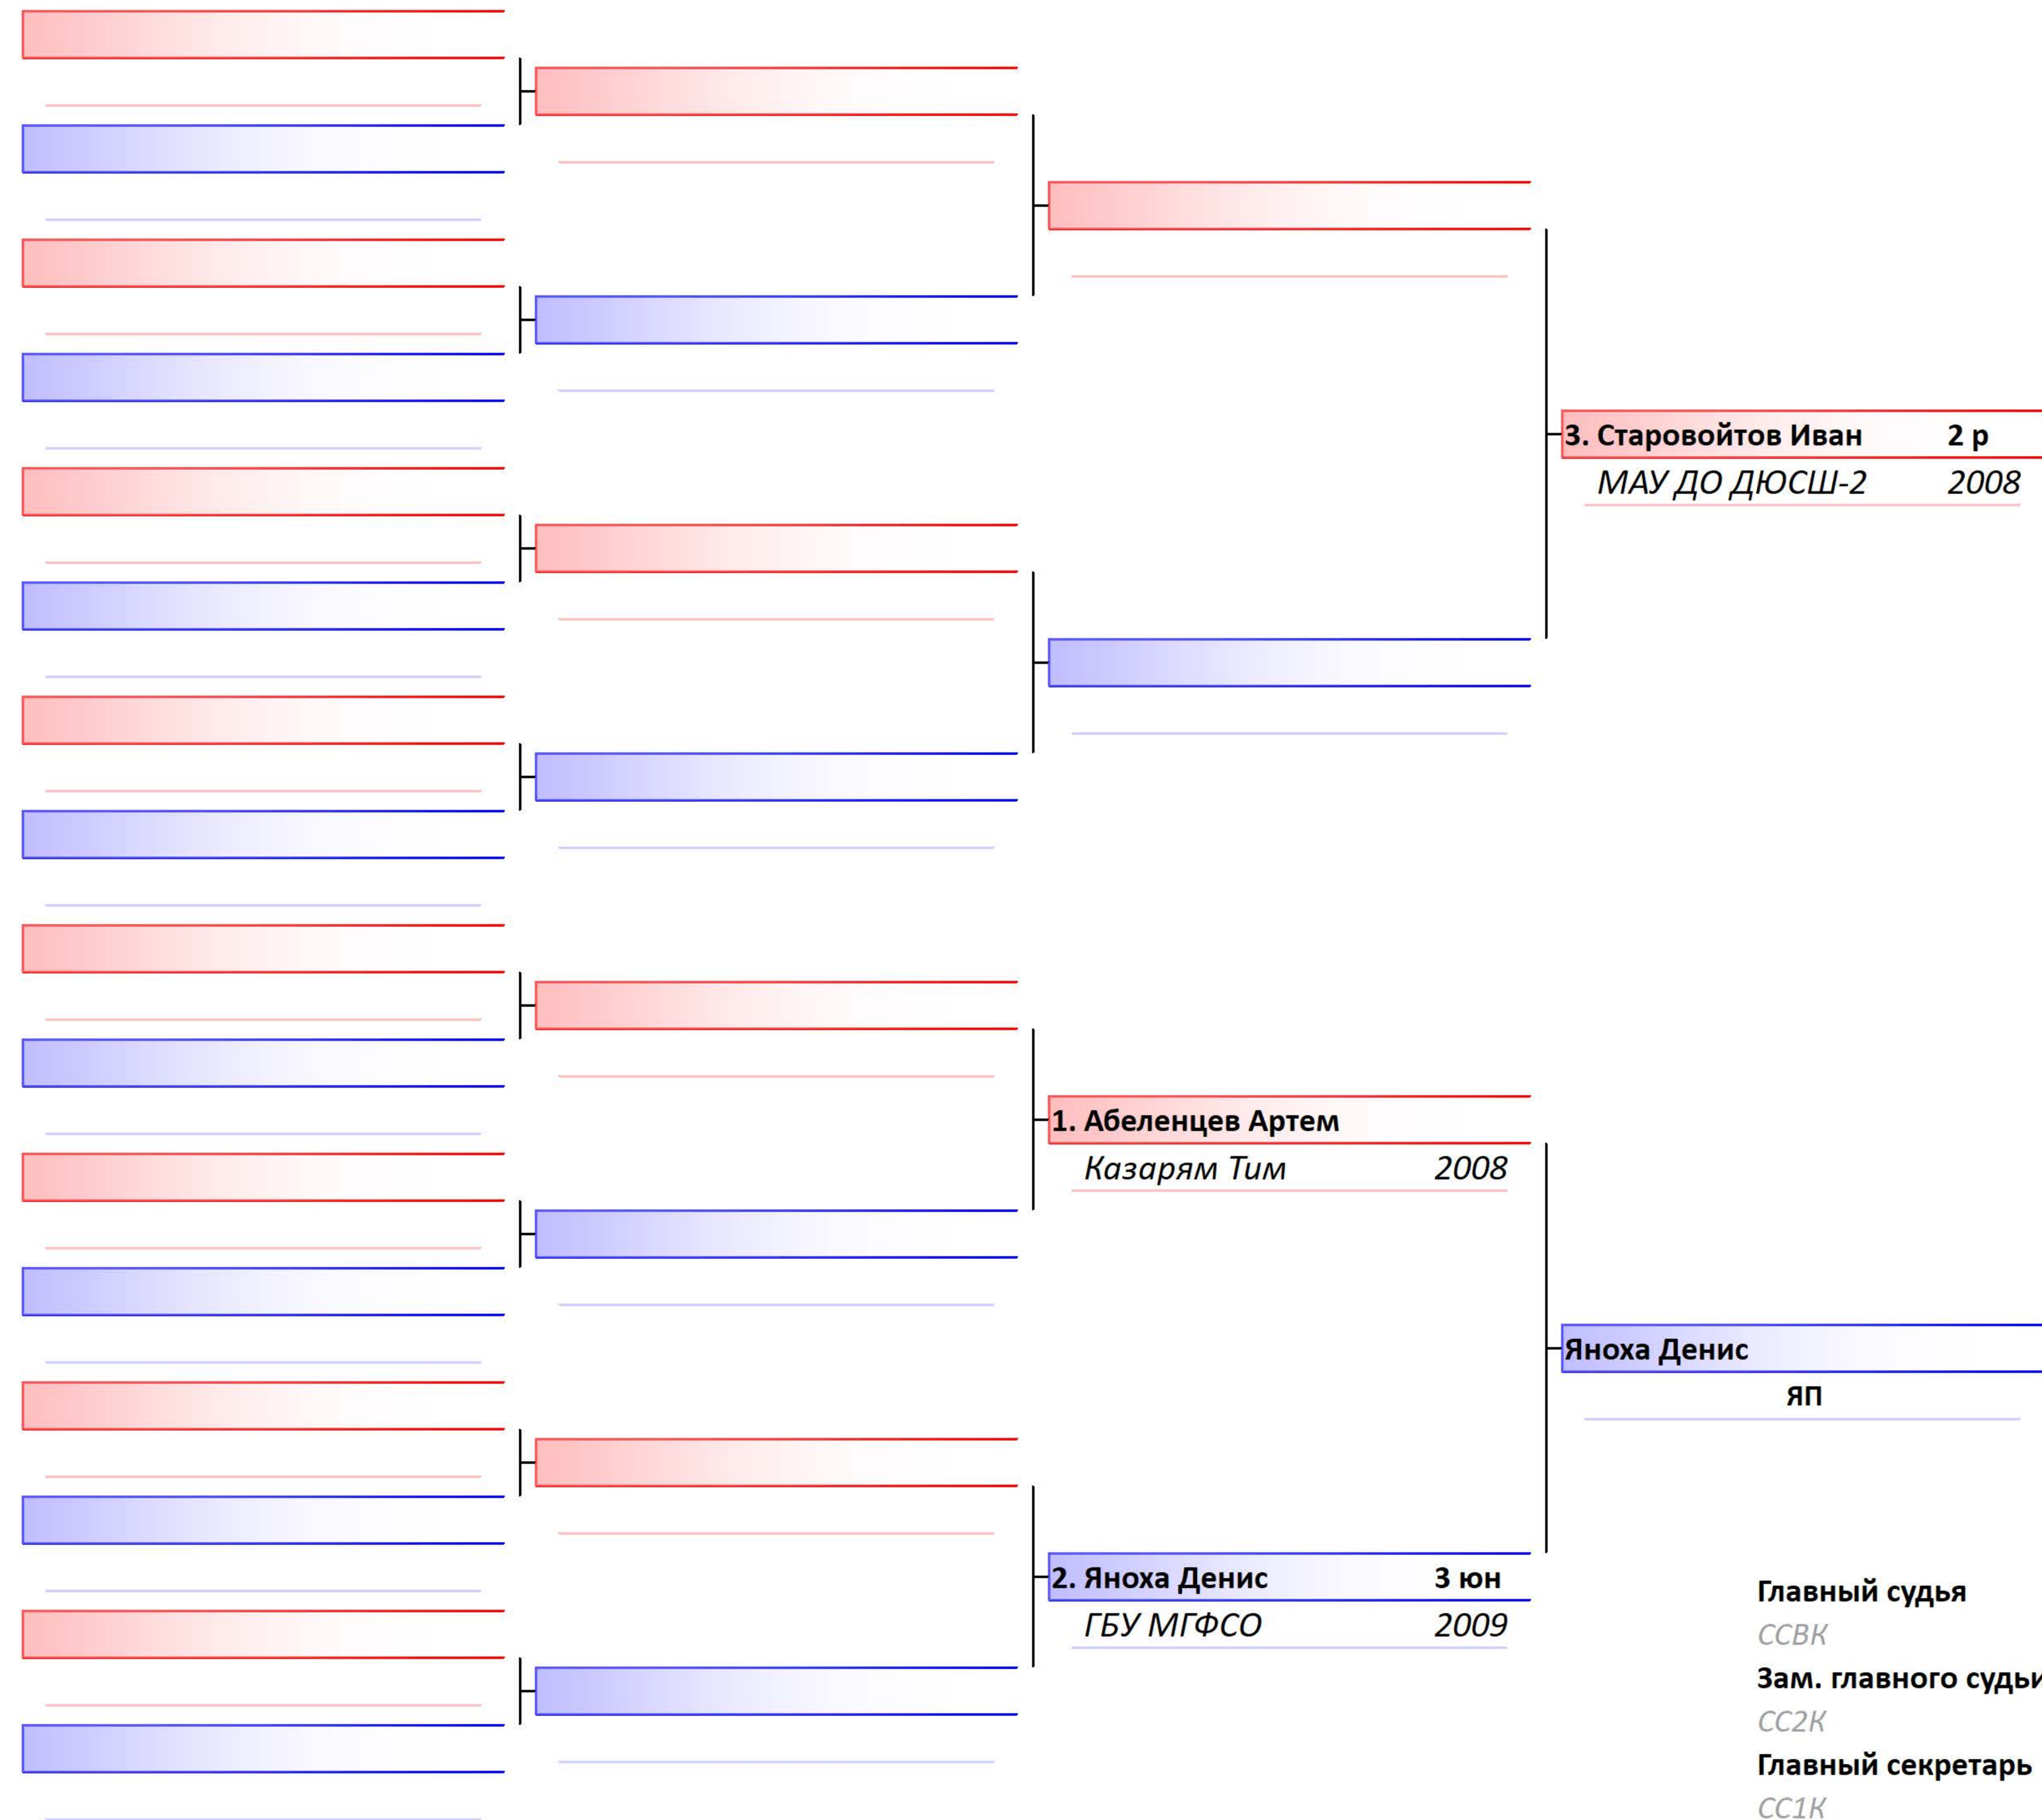 3. Старовойтов Иван 2 р
МАУ ДО ДЮСШ-2 2008
1. Абеленцев Артем
Казарям Тим 2008
Яноха Денис
ЯП
2. Яноха Денис 3 юн
ГБУ МГФСО 2009
Главный судья
ССВК
Зам. главного судьи
СС2К
Главный секретарь
СС1К